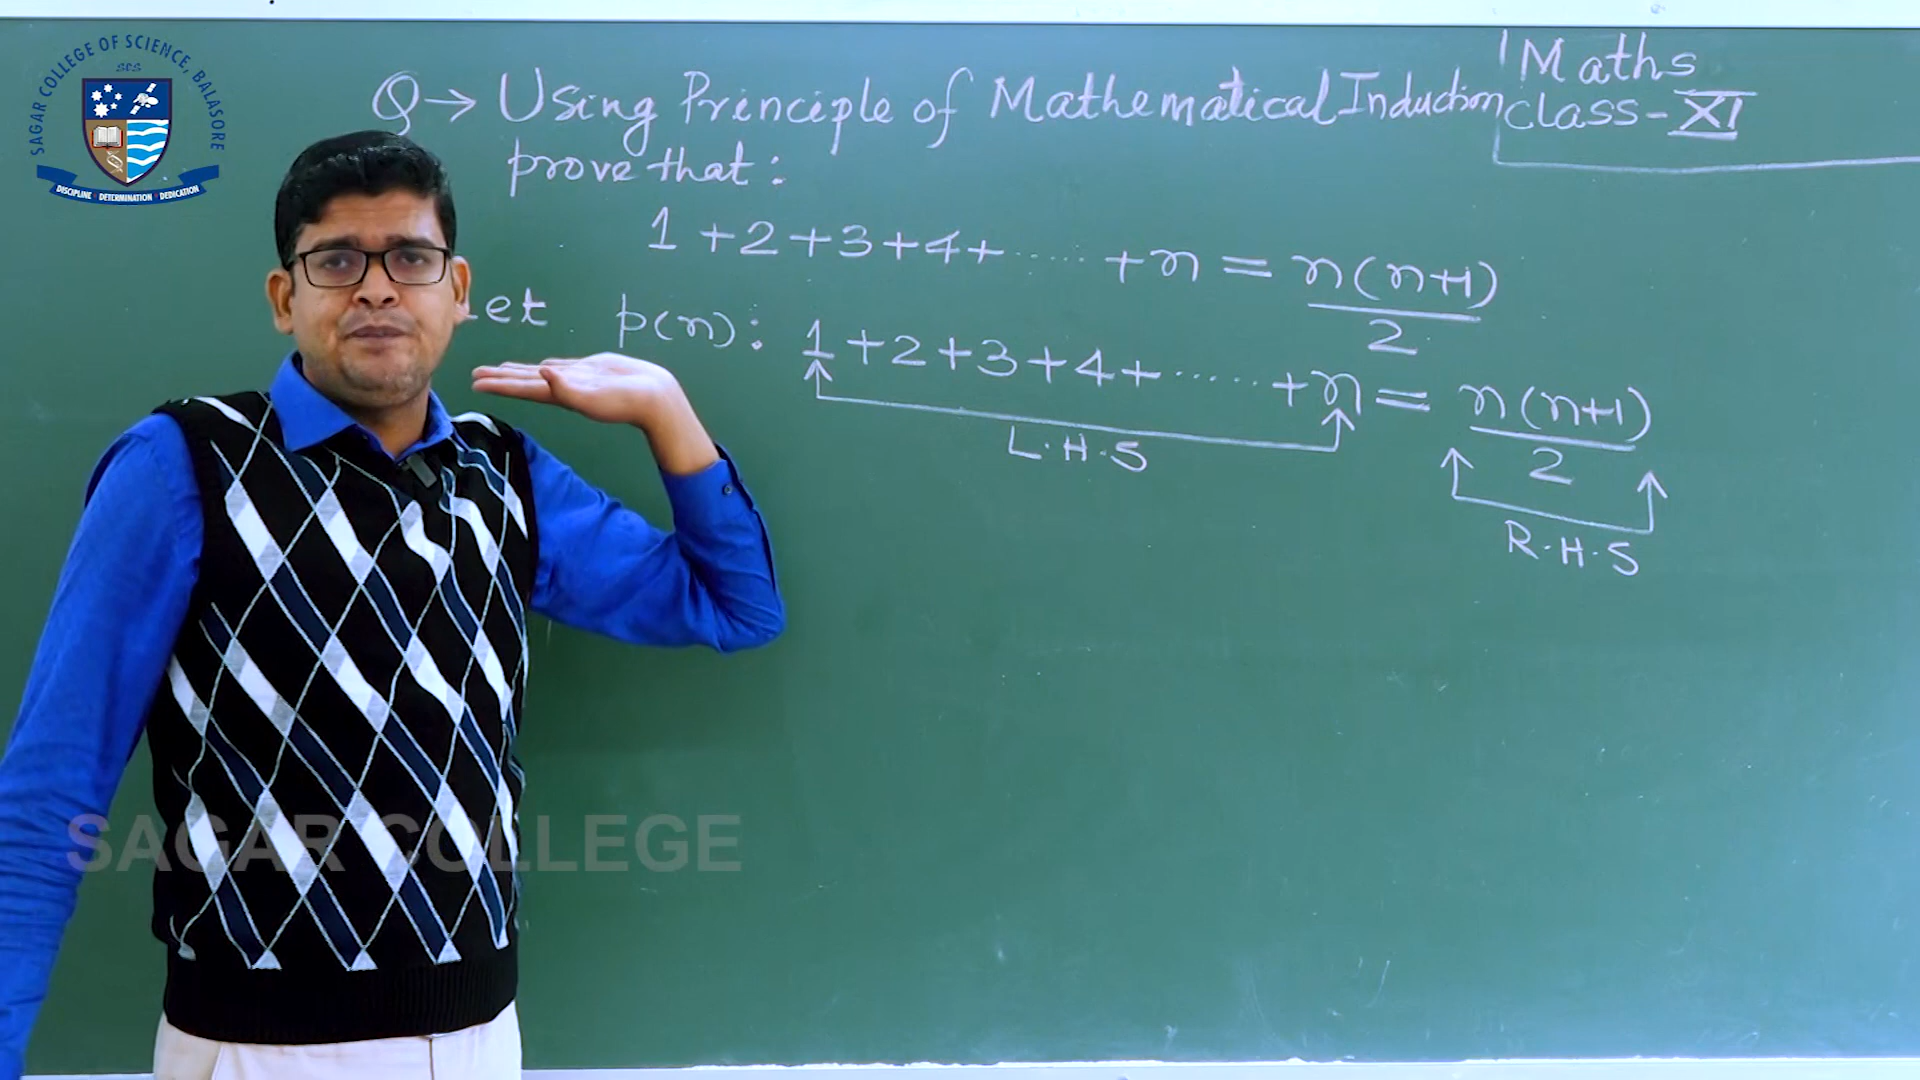 SAGAR COLLEGE OF SCIENCE, BALASORE
SCS
DISCIPLINE · DETERMINATION · DEDICATION
Maths
Class-XI
Q → Using Principle of Mathematical Induction
prove that:
1+2+3+4+ ...... +n = n(n+1)/2
Let p(n): 1+2+3+4+ ...... +n = n(n+1)/2
L.H.S
R.H.S
SAGAR COLLEGE